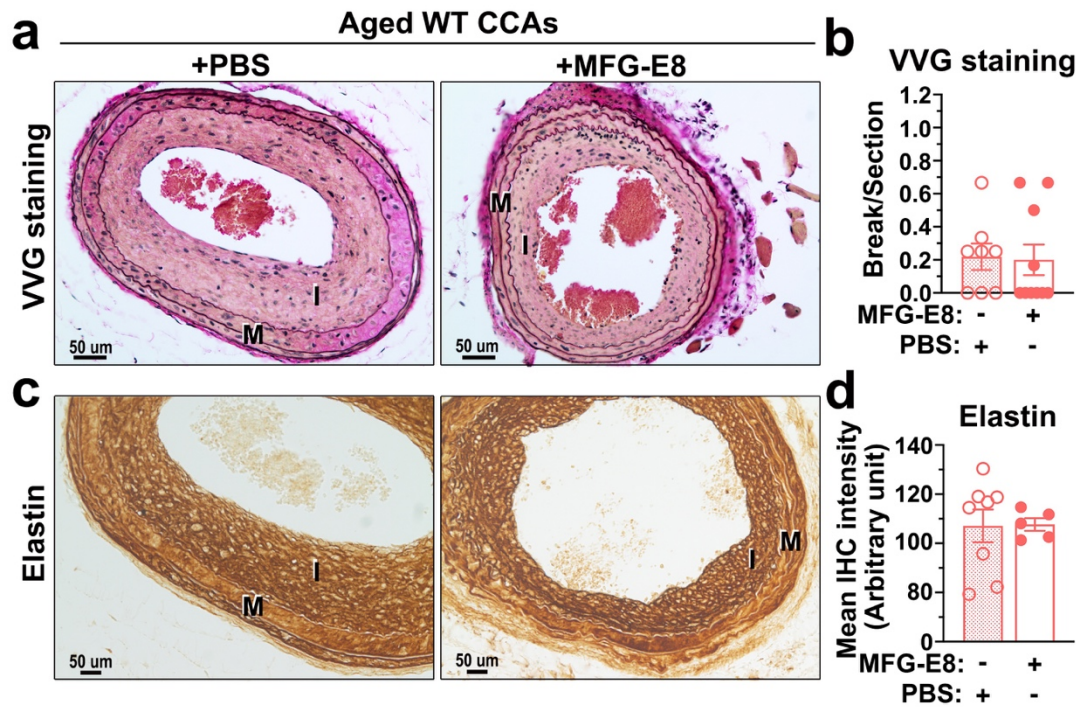 a
Aged WT CCAs
+PBS
+MFG-E8
VVG staining
M
I
50 um
M
I
50 um
b
VVG staining
Break/Section
1.2
1.0
0.8
0.6
0.4
0.2
0.0
MFG-E8: - +
PBS: + -
c
Elastin
I
M
50 um
I
M
50 um
d
Elastin
Mean IHC intensity
(Arbitrary unit)
140
120
100
80
0
MFG-E8: - +
PBS: + -